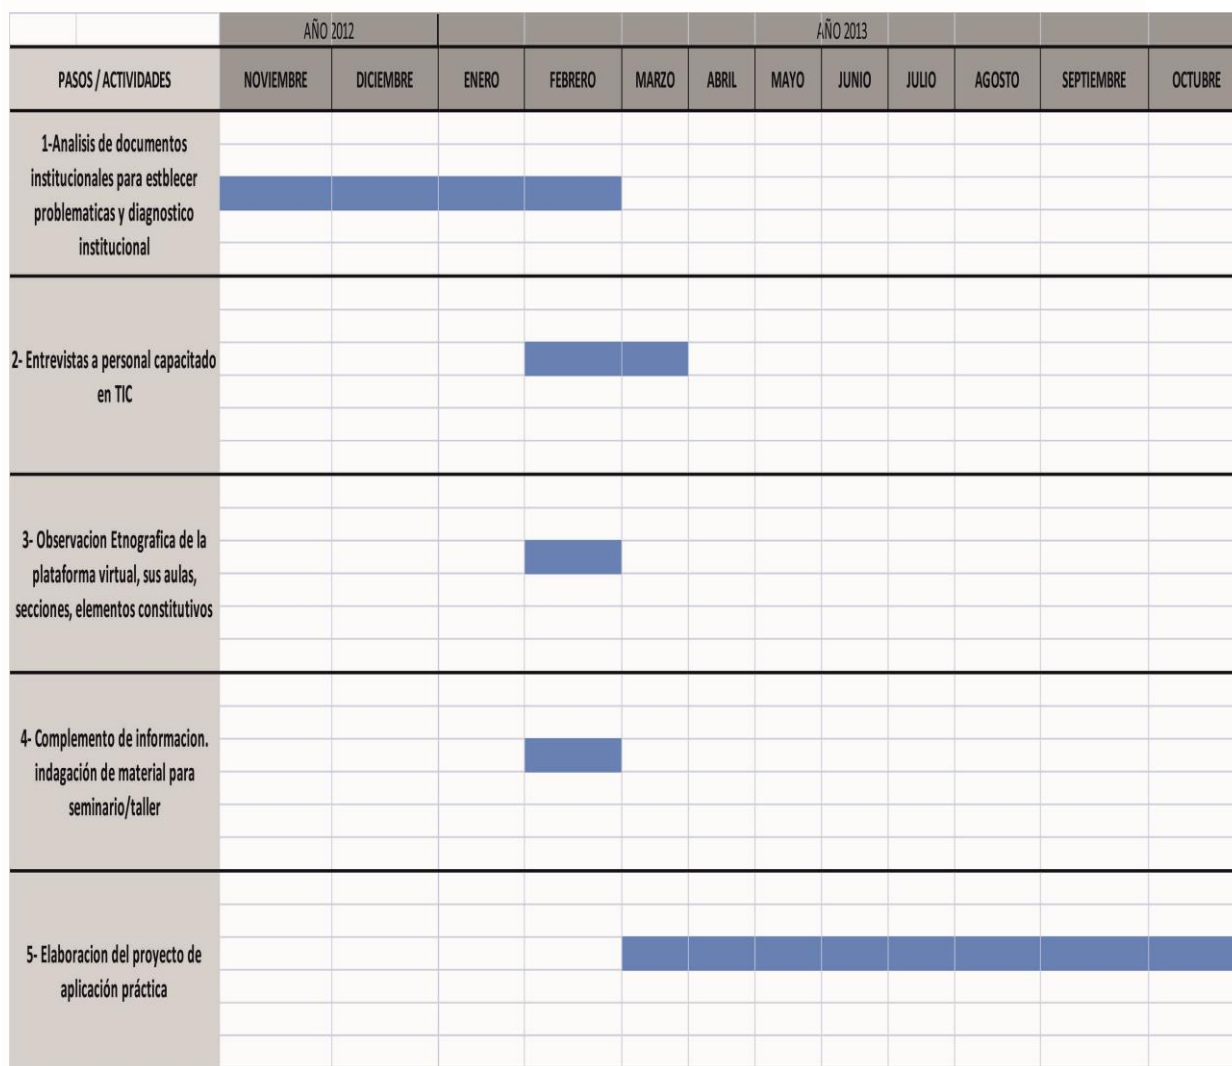 AÑO 2012 AÑO 2013
PASOS / ACTIVIDADES NOVIEMBRE DICIEMBRE ENERO FEBRERO MARZO ABRIL MAYO JUNIO JULIO AGOSTO SEPTIEMBRE OCTUBRE
1-Analisis de documentos
institucionales para estblecer
problematicas y diagnostico
institucional
2- Entrevistas a personal capacitado
en TIC
3- Observacion Etnografica de la
plataforma virtual, sus aulas,
secciones, elementos constitutivos
4- Complemento de informacion.
indagación de material para
seminario/taller
5- Elaboracion del proyecto de
aplicación práctica